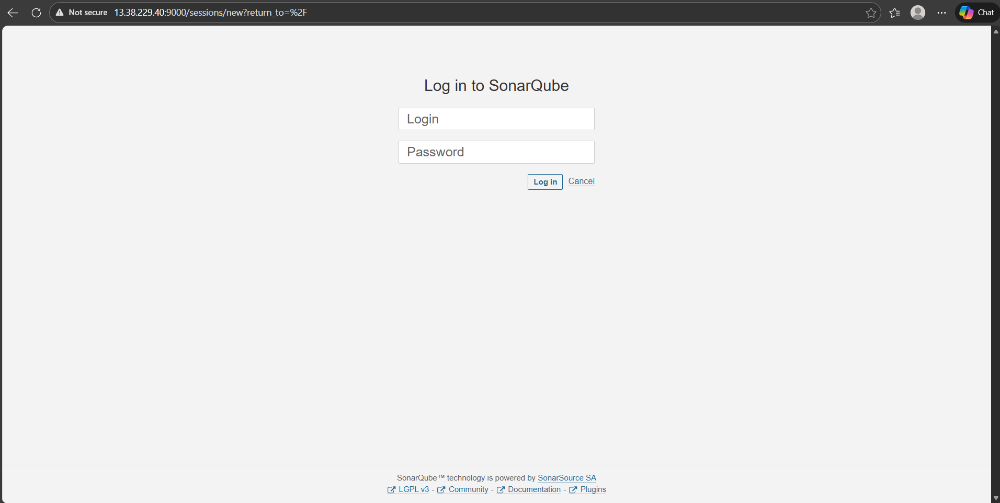 Not secure 13.38.229.40:9000/sessions/new?return_to=%2F
Chat
Log in to SonarQube
Login
Password
Log in Cancel
SonarQube™ technology is powered by SonarSource SA
LGPL v3 - Community - Documentation - Plugins